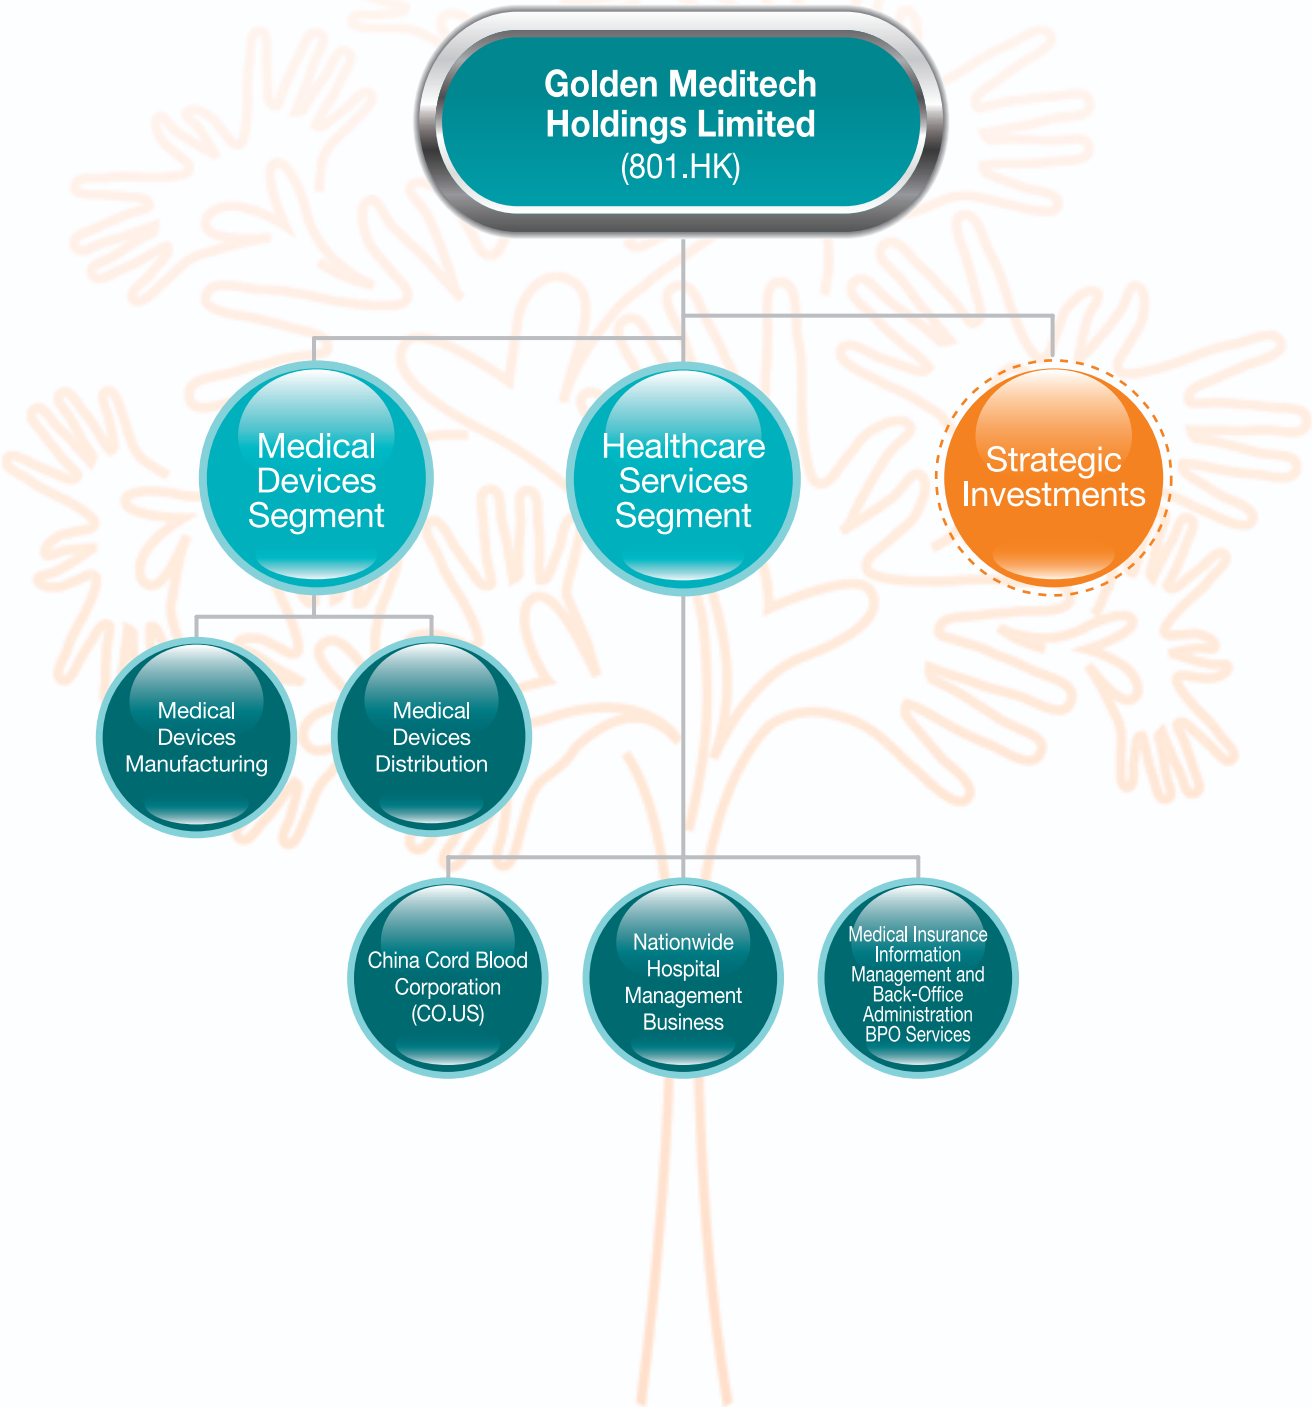 Golden Meditech
Holdings Limited
(801.HK)
Medical
Devices
Segment
Healthcare
Services
Segment
Strategic
Investments
Medical
Devices
Manufacturing
Medical
Devices
Distribution
China Cord Blood
Corporation
(CO.US)
Nationwide
Hospital
Management
Business
Medical Insurance
Information
Management and
Back-Office
Administration
BPO Services